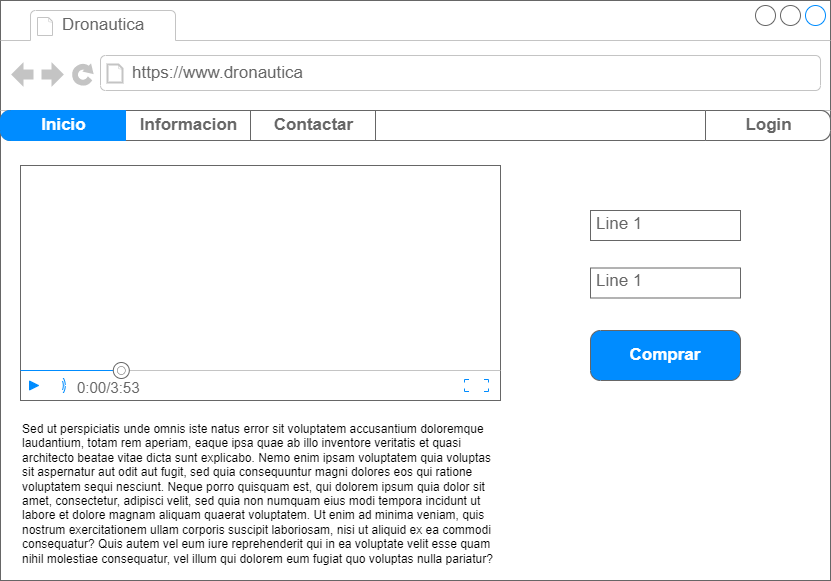 Dronautica
https://www.dronautica
Inicio Informacion Contactar Login
Line 1
Line 1
Comprar
0:00/3:53
Sed ut perspiciatis unde omnis iste natus error sit voluptatem accusantium doloremque
laudantium, totam rem aperiam, eaque ipsa quae ab illo inventore veritatis et quasi
architecto beatae vitae dicta sunt explicabo. Nemo enim ipsam voluptatem quia voluptas
sit aspernatur aut odit aut fugit, sed quia consequuntur magni dolores eos qui ratione
voluptatem sequi nesciunt. Neque porro quisquam est, qui dolorem ipsum quia dolor sit
amet, consectetur, adipisci velit, sed quia non numquam eius modi tempora incidunt ut
labore et dolore magnam aliquam quaerat voluptatem. Ut enim ad minima veniam, quis
nostrum exercitationem ullam corporis suscipit laboriosam, nisi ut aliquid ex ea commodi
consequatur? Quis autem vel eum iure reprehenderit qui in ea voluptate velit esse quam
nihil molestiae consequatur, vel illum qui dolorem eum fugiat quo voluptas nulla pariatur?